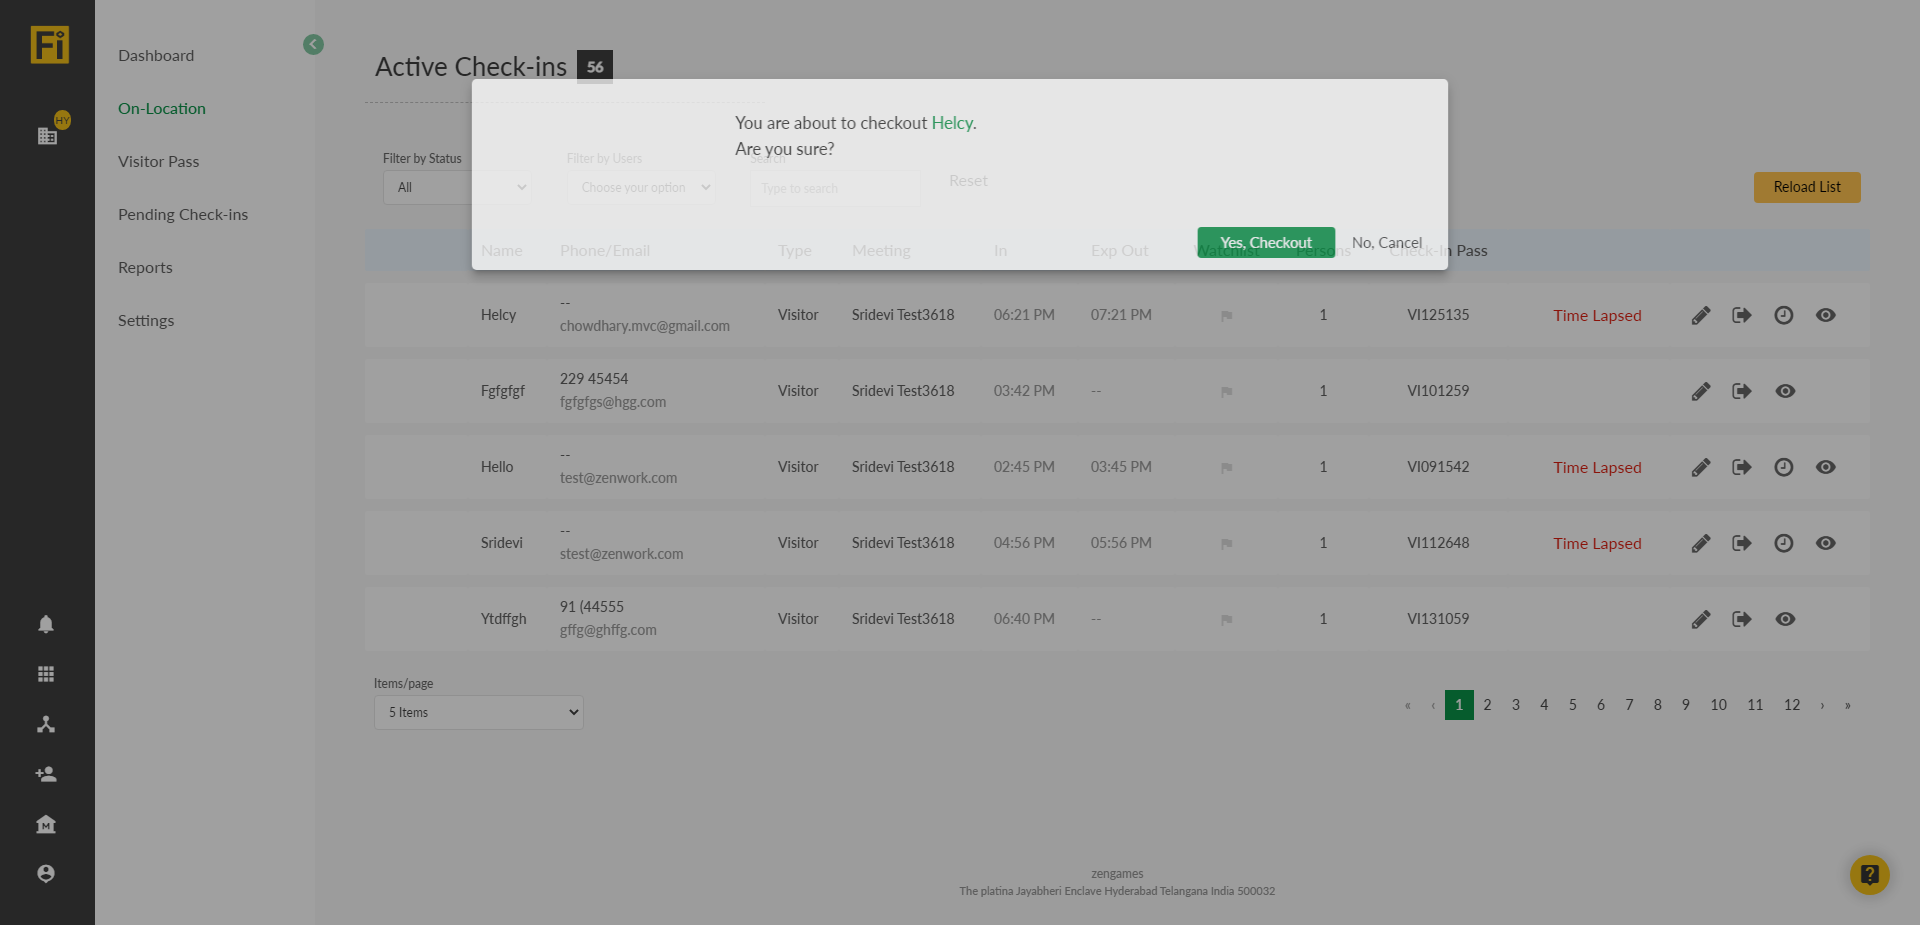 Fi
HY
Dashboard
On-Location
Visitor Pass
Pending Check-ins
Reports
Settings
Active Check-ins 56
You are about to checkout Helcy.
Are you sure?
Yes, Checkout No, Cancel
Filter by Status Filter by Users Search
All Choose your option Type to search Reset Reload List
Name Phone/Email Type Meeting In Exp Out Watchlist Persons Check-In Pass
Helcy -- chowdhary.mvc@gmail.com Visitor Sridevi Test3618 06:21 PM 07:21 PM 1 VI125135 Time Lapsed
Fgfgfgf 229 45454 fgfgfgs@hgg.com Visitor Sridevi Test3618 03:42 PM -- 1 VI101259
Hello -- test@zenwork.com Visitor Sridevi Test3618 02:45 PM 03:45 PM 1 VI091542 Time Lapsed
Sridevi -- stest@zenwork.com Visitor Sridevi Test3618 04:56 PM 05:56 PM 1 VI112648 Time Lapsed
Ytdffgh 91 (44555 gffg@ghffg.com Visitor Sridevi Test3618 06:40 PM -- 1 VI131059
Items/page
5 Items
« ‹ 1 2 3 4 5 6 7 8 9 10 11 12 › »
zengames
The platina Jayabheri Enclave Hyderabad Telangana India 500032